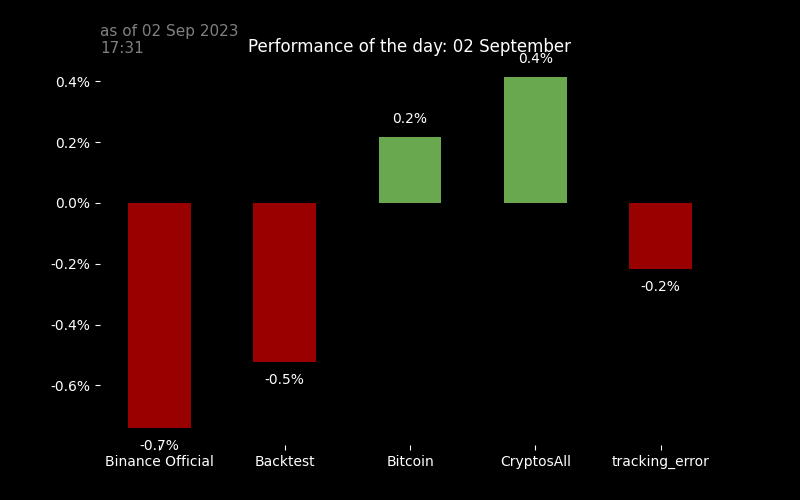 as of 02 Sep 2023
17:31
Performance of the day: 02 September
0.4%
0.4%
0.2%
0.2%
0.0%
-0.2%
-0.2%
-0.4%
-0.5%
-0.6%
-0.7%
Binance Official
Backtest
Bitcoin
CryptosAll
tracking_error